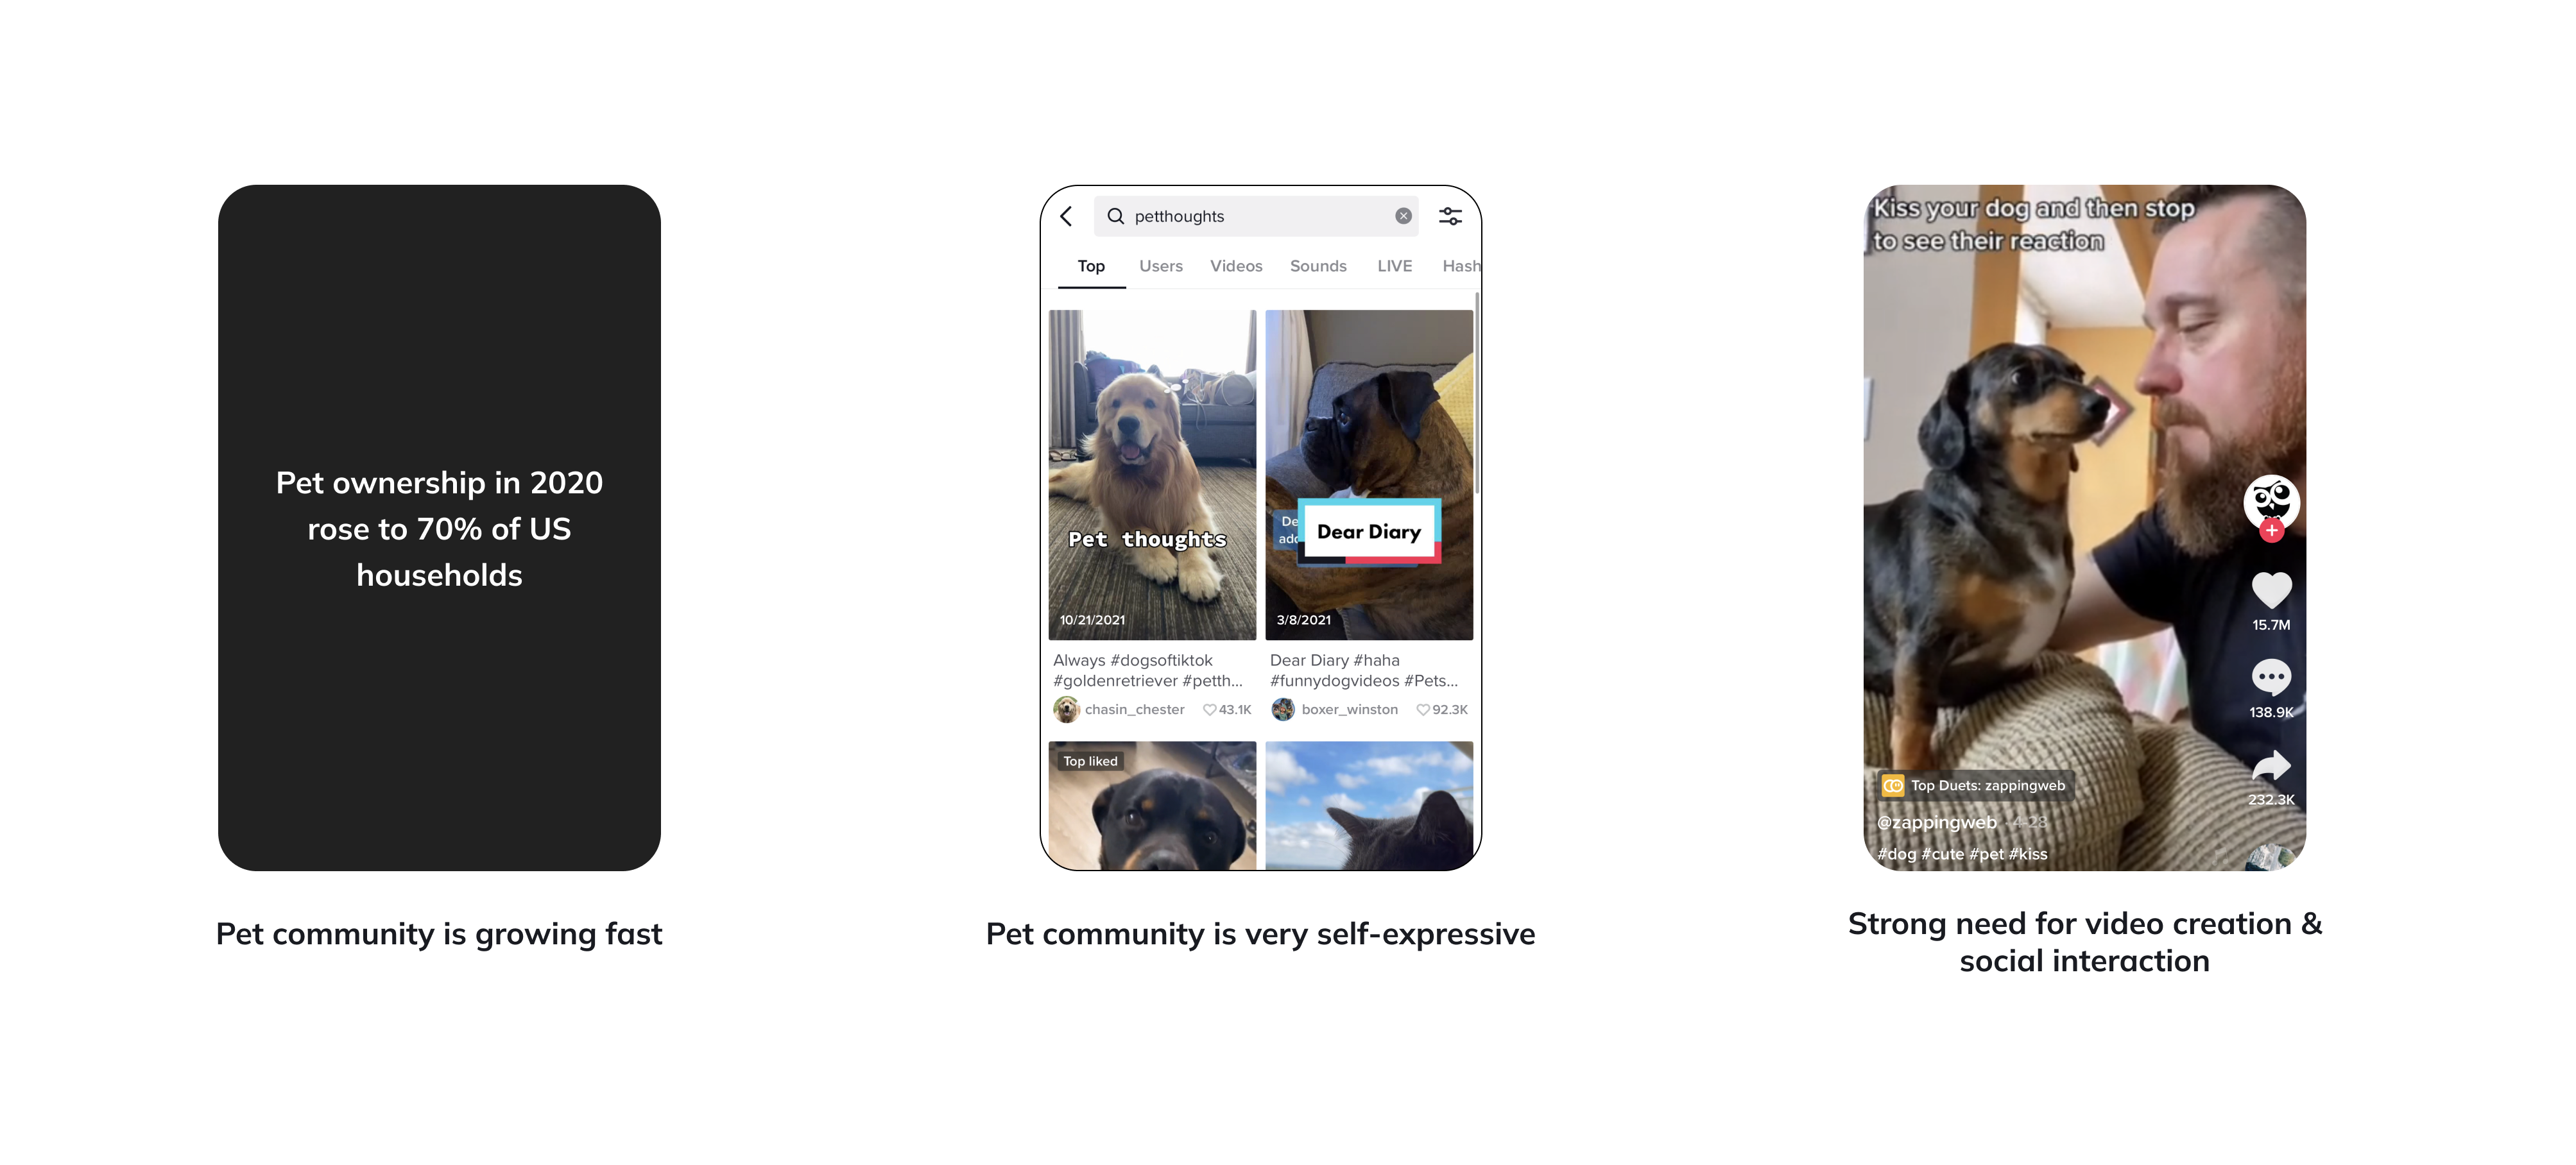 Pet ownership in 2020
rose to 70% of US
households
Pet community is growing fast
petthoughts
Top Users Videos Sounds LIVE Hash
Pet thoughts
10/21/2021
De
add
Dear Diary
3/8/2021
Always #dogsoftiktok
#goldenretriever #petth...
chasin_chester 43.1K
Dear Diary #haha
#funnydogvideos #Pets...
boxer_winston 92.3K
Top liked
Pet community is very self-expressive
Kiss your dog and then stop
to see their reaction
15.7M
138.9K
232.3K
Top Duets: zappingweb
@zappingweb · 4-28
#dog #cute #pet #kiss
Strong need for video creation &
social interaction